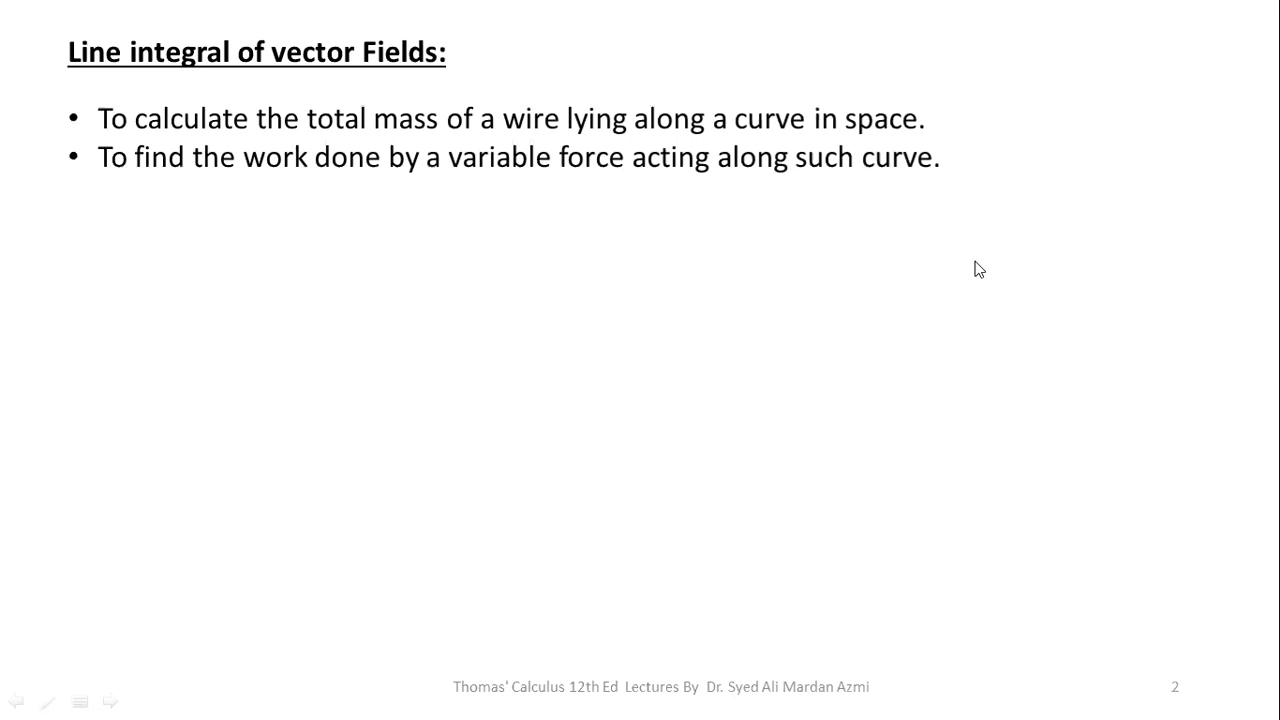 Line integral of vector Fields:
• To calculate the total mass of a wire lying along a curve in space.
• To find the work done by a variable force acting along such curve.
Thomas' Calculus 12th Ed Lectures By Dr. Syed Ali Mardan Azmi
2